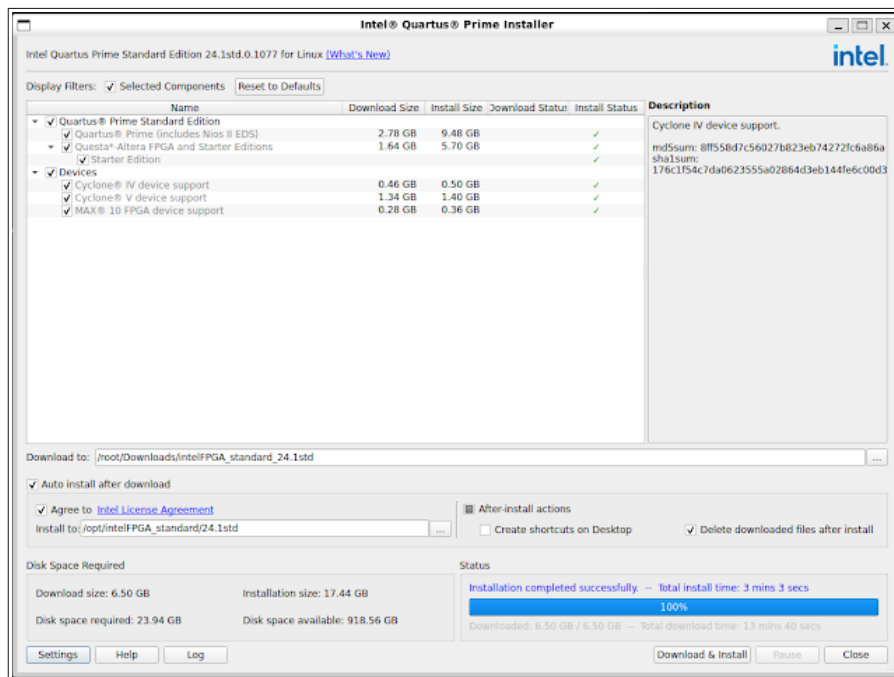 Intel® Quartus® Prime Installer
Intel Quartus Prime Standard Edition 24.1std.0.1077 for Linux (What's New)
intel.
Display Filters: Selected Components Reset to Defaults
Name Download Size Install Size Download Status Install Status
Quartus® Prime Standard Edition
Quartus® Prime (includes Nios II EDS) 2.78 GB 9.48 GB
Questa*-Altera FPGA and Starter Editions 1.64 GB 5.70 GB
Starter Edition
Devices
Cyclone® IV device support 0.46 GB 0.50 GB
Cyclone® V device support 1.34 GB 1.40 GB
MAX® 10 FPGA device support 0.28 GB 0.36 GB
Description
Cyclone IV device support.
md5sum: 8ff558d7c56027b823eb74272fc6a86a
sha1sum:
176c1f54c7da0623555a02864d3eb144fe6c00d3
Download to: /root/Downloads/intelFPGA_standard_24.1std ...
Auto install after download
Agree to Intel License Agreement
Install to: /opt/intelFPGA_standard/24.1std ...
After-install actions
Create shortcuts on Desktop Delete downloaded files after install
Disk Space Required
Download size: 6.50 GB Installation size: 17.44 GB
Disk space required: 23.94 GB Disk space available: 918.56 GB
Status
Installation completed successfully. -- Total install time: 3 mins 3 secs
100%
Downloaded: 6.50 GB / 6.50 GB -- Total download time: 13 mins 40 secs
Settings Help Log Download & Install Pause Close